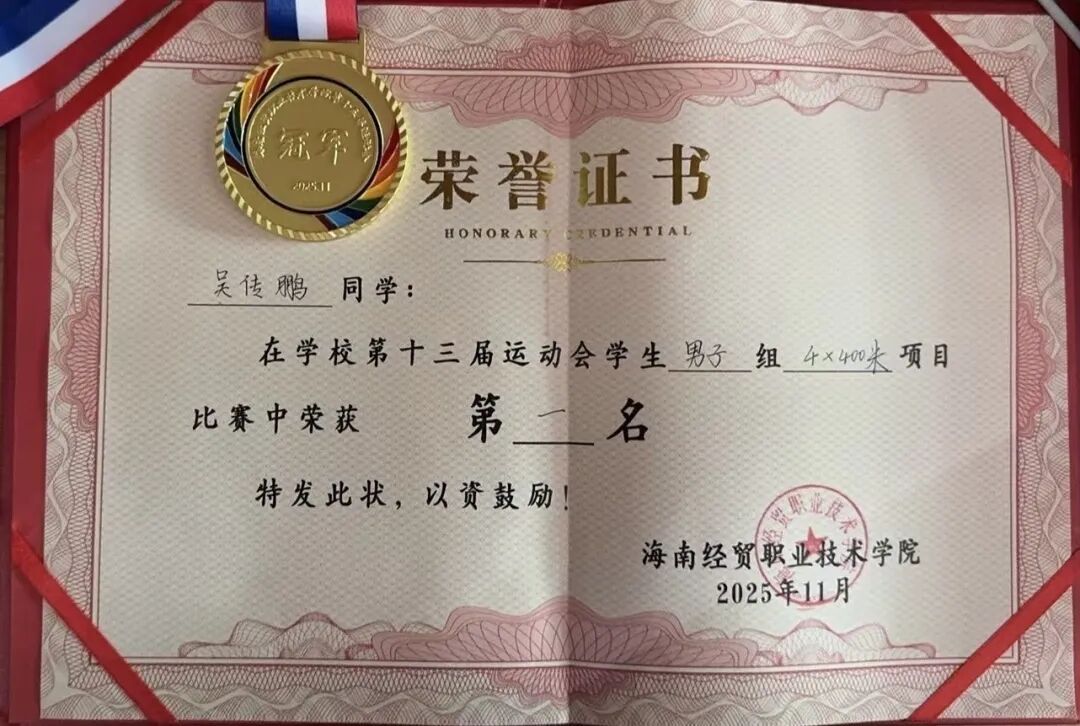 冠军
2025.11
荣誉证书
HONORARY CREDENTIAL
吴传鹏 同学:
在学校第十三届运动会学生 男子 组 4×400米 项目
比赛中荣获 第 一 名
特发此状,以资鼓励!
海南经贸职业技术学院
2025年11月